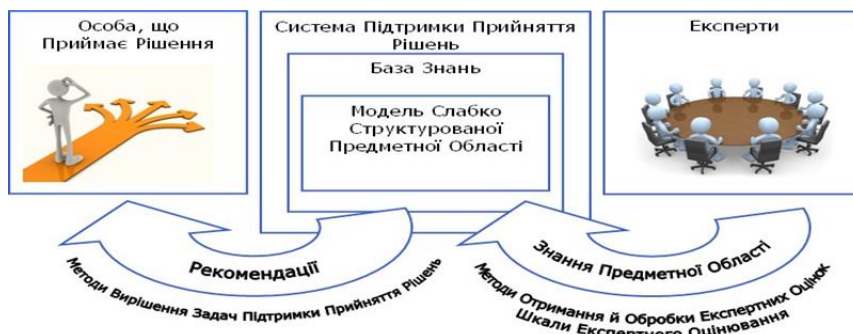 Особа, що
Приймає Рішення
Система Підтримки Прийняття
Рішень
База Знань
Модель Слабко
Структурованої
Предметної Області
Експерти
Рекомендації
Методи Вирішення Задач Підтримки Прийняття Рішень
Знання Предметної Області
Методи Отримання й Обробки Експертних Оцінок
Шкали Експертного Оцінювання